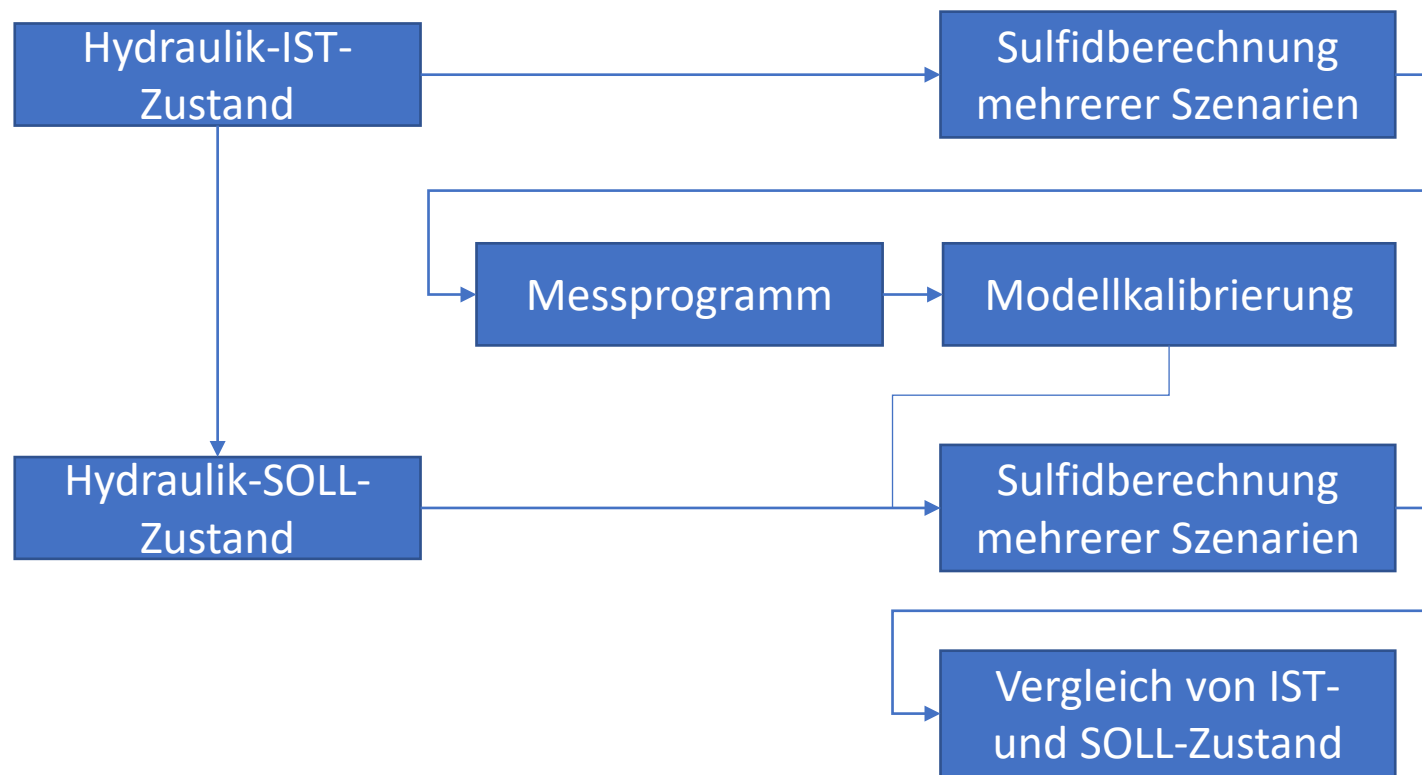 Hydraulik-IST-
Zustand
Sulfidberechnung
mehrerer Szenarien
Messprogramm
Modellkalibrierung
Hydraulik-SOLL-
Zustand
Sulfidberechnung
mehrerer Szenarien
Vergleich von IST-
und SOLL-Zustand